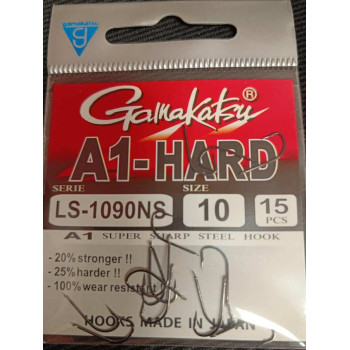 GAMAKATSU
g
Gamakatsu®
A1-HARD
SERIE SIZE
LS-1090NS 10 15 PCS
A1 SUPER SHARP STEEL HOOK
- 20% stronger !!
- 25% harder !!
- 100% wear resistant !!
HOOKS MADE IN JAPAN